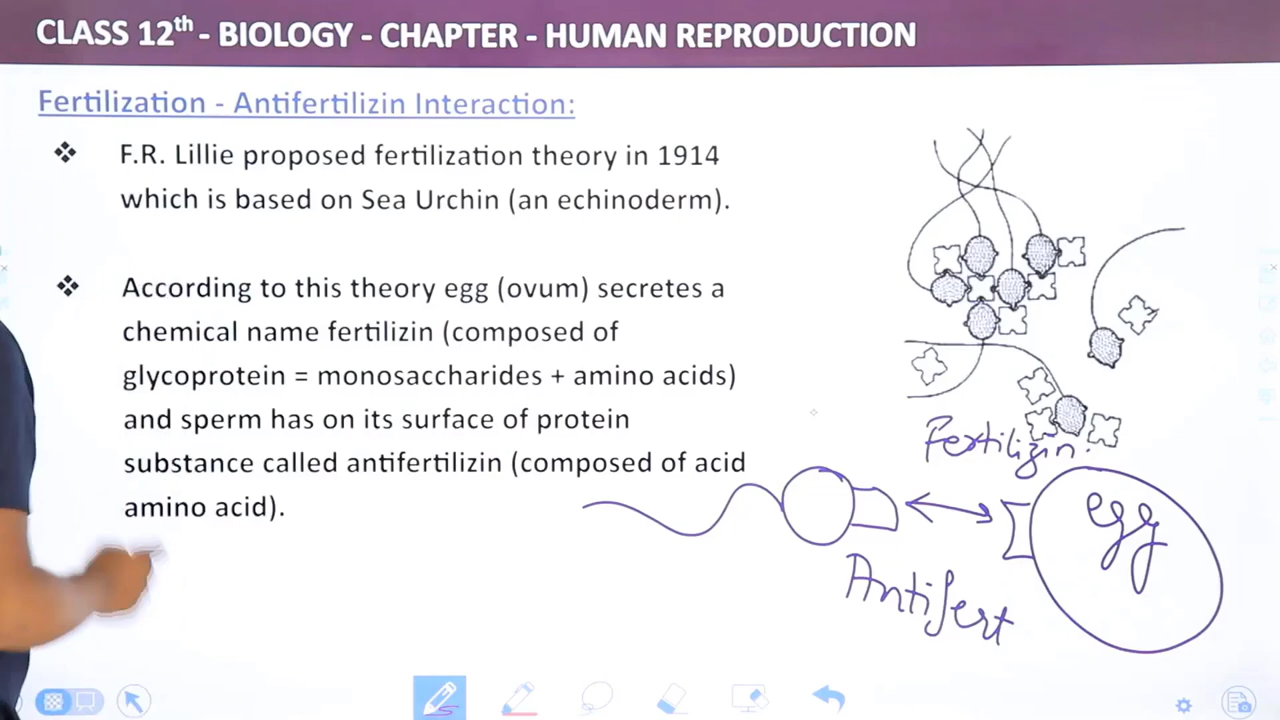 CLASS 12th - BIOLOGY - CHAPTER - HUMAN REPRODUCTION
Fertilization - Antifertilizin Interaction:
❖ F.R. Lillie proposed fertilization theory in 1914
which is based on Sea Urchin (an echinoderm).
❖ According to this theory egg (ovum) secretes a
chemical name fertilizin (composed of
glycoprotein = monosaccharides + amino acids)
and sperm has on its surface of protein
substance called antifertilizin (composed of acid
amino acid).
Fertilizin.
egg
Antifert